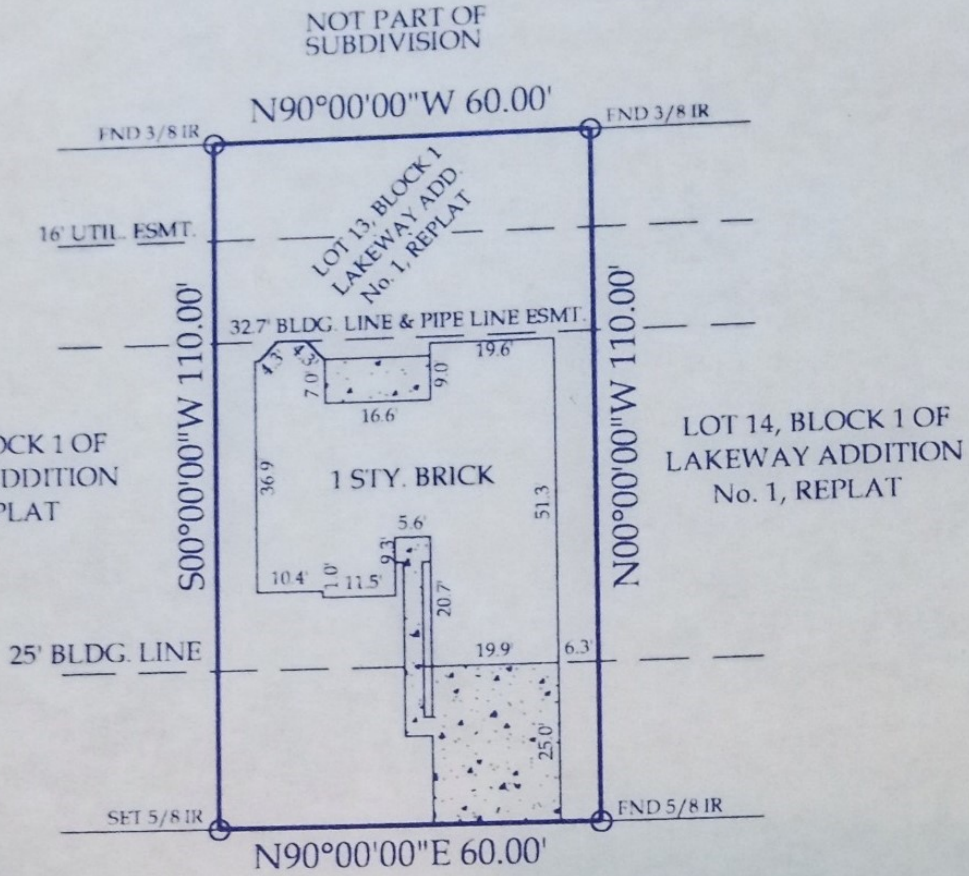 NOT PART OF
SUBDIVISION
N90°00'00"W 60.00'
FND 3/8 IR
FND 3/8 IR
LOT 13, BLOCK 1
LAKEWAY ADD.
No. 1, REPLAT
16' UTIL. ESMT.
32.7' BLDG. LINE & PIPE LINE ESMT.
4.3'
4.3'
7.0'
16.6'
9.0'
19.6'
S00°00'00"W 110.00'
N00°00'00"W 110.00'
OCK 1 OF
DDITION
PLAT
LOT 14, BLOCK 1 OF
LAKEWAY ADDITION
No. 1, REPLAT
36.9
1 STY. BRICK
51.3
5.6'
9.3'
10.4'
1.0'
11.5'
20.7'
25' BLDG. LINE
19.9'
6.3'
25.0'
SET 5/8 IR
FND 5/8 IR
N90°00'00"E 60.00'